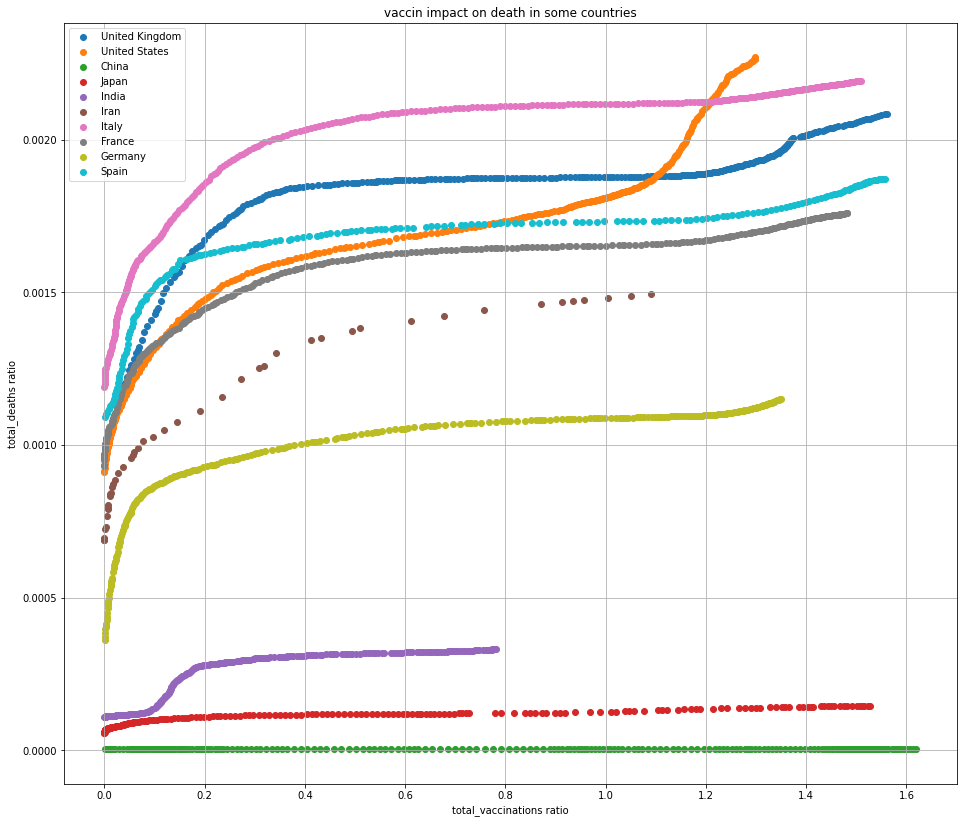 vaccin impact on death in some countries
United Kingdom
United States
China
Japan
India
Iran
Italy
France
Germany
Spain
total_deaths ratio
0.0020
0.0015
0.0010
0.0005
0.0000
0.0 0.2 0.4 0.6 0.8 1.0 1.2 1.4 1.6
total_vaccinations ratio